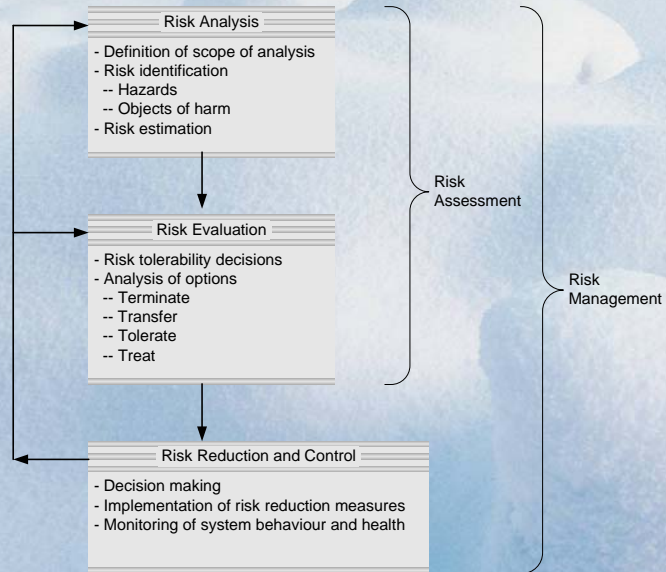 Risk Analysis
- Definition of scope of analysis
- Risk identification
-- Hazards
-- Objects of harm
- Risk estimation
Risk
Assessment
Risk Evaluation
- Risk tolerability decisions
- Analysis of options
-- Terminate
-- Transfer
-- Tolerate
-- Treat
Risk
Management
Risk Reduction and Control
- Decision making
- Implementation of risk reduction measures
- Monitoring of system behaviour and health